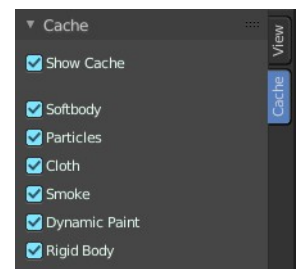 Cache
Show Cache
Softbody
Particles
Cloth
Smoke
Dynamic Paint
Rigid Body
View
Cache